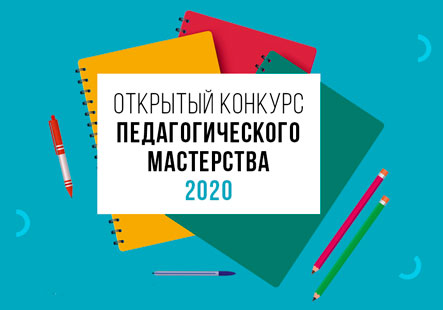 ОТКРЫТЫЙ КОНКУРС
ПЕДАГОГИЧЕСКОГО
МАСТЕРСТВА
2020